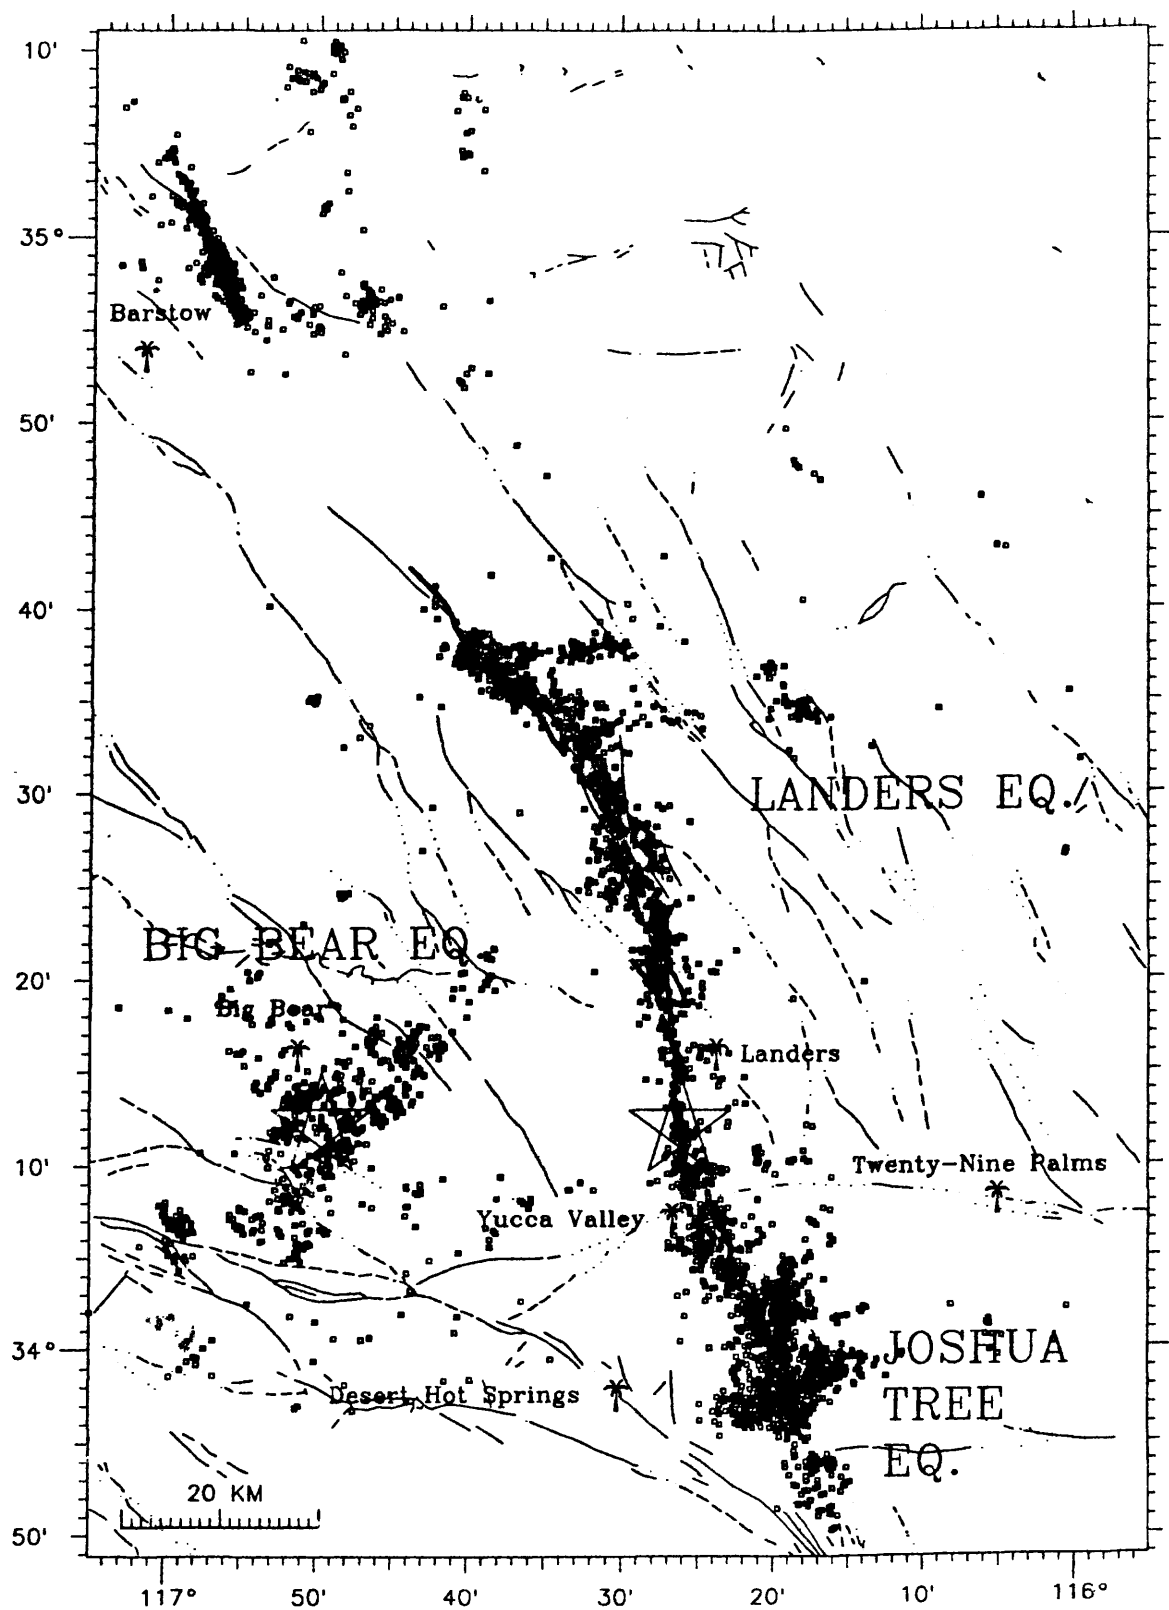 10'
35°
Barstow
50'
40'
30'
LANDERS EQ.
BIG BEAR EQ
20'
Big Bear
Landers
10'
Twenty-Nine Palms
Yucca Valley
34°
JOSHUA
TREE
EQ.
Desert Hot Springs
20 KM
50'
117° 50' 40' 30' 20' 10' 116°